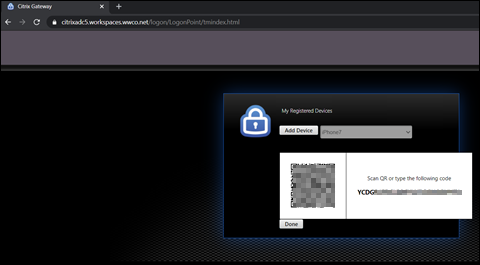 Citrix Gateway
citrixadc5.workspaces.wwco.net/logon/LogonPoint/tmindex.html
My Registered Devices
Add Device iPhone7
Scan QR or type the following code
YCDG
Done